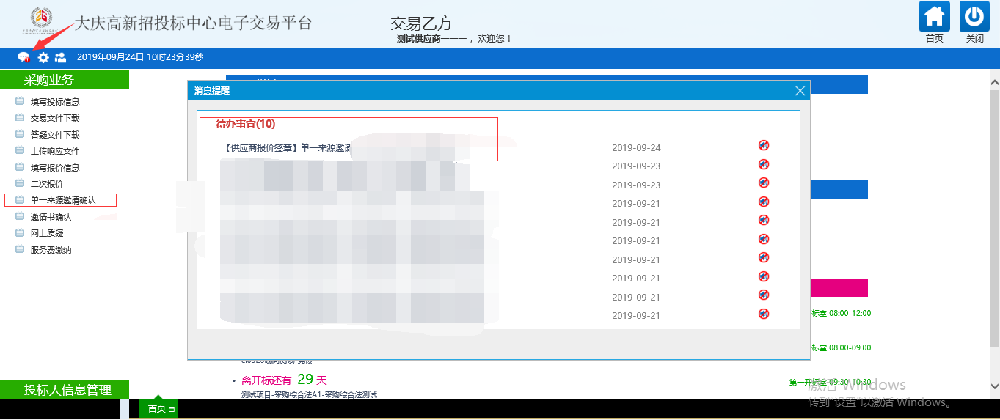 大庆高新招投标中心电子交易平台
交易乙方
测试供应商一一一 ，欢迎您！
首页
关闭
2019年09月24日 10时23分39秒
采购业务
填写投标信息
交易文件下载
答疑文件下载
上传响应文件
填写报价信息
二次报价
单一来源邀请确认
邀请书确认
网上质疑
服务费缴纳
投标人信息管理
消息提醒
待办事宜(10)
【供应商报价签章】单一来源邀请
2019-09-24
2019-09-23
2019-09-23
2019-09-21
2019-09-21
2019-09-21
2019-09-21
2019-09-21
2019-09-21
2019-09-21
开标室 08:00-12:00
开标室 08:00-09:00
离开标还有 29 天
第一开标室 09:30-10:30
测试项目-采购综合法A1-采购综合法测试
激活 Windows
转到"设置"以激活 Windows。
首页